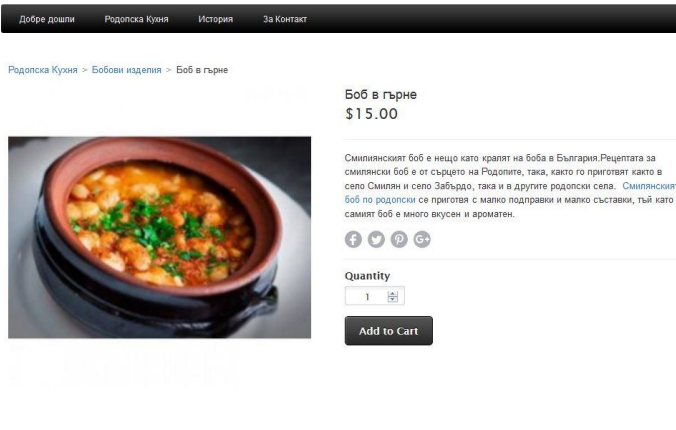 Добре дошли Родопска Кухня История За Контакт
Родопска Кухня > Бобови изделия > Боб в гърне
Боб в гърне
$15.00
Смилиянският боб е нещо като кралят на боба в България.Рецептата за
смилянски боб е от сърцето на Родопите, така, както го приготвят както в
село Смилян и село Забърдо, така и в другите родопски села. Смилянският
боб по родопски се приготвя с малко подправки и малко съставки, тъй като
самият боб е много вкусен и ароматен.
Quantity
1
Add to Cart